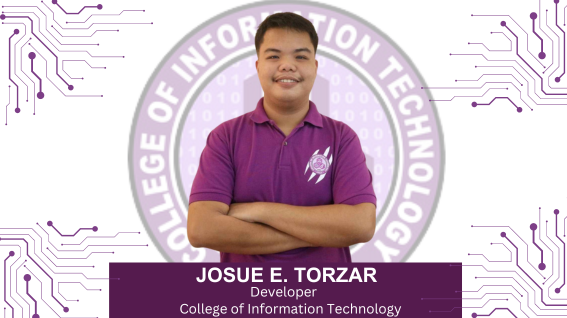 COLLEGE OF INFORMATION TECHNOLOGY
JOSUE E. TORZAR
Developer
College of Information Technology